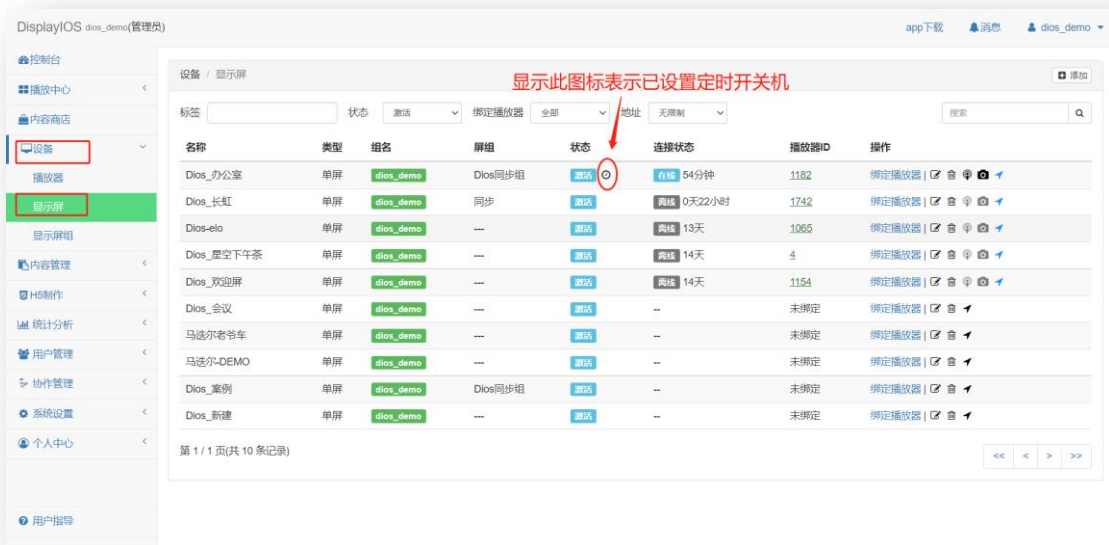 DisplayIOS dios_demo(管理员) app下载 消息 dios_demo
控制台
播放中心
内容商店
设备
播放器
显示屏
显示屏组
内容管理
H5制作
统计分析
用户管理
协作管理
系统设置
个人中心
用户指导
设备 / 显示屏 添加
显示此图标表示已设置定时开关机
标签 状态 激活 绑定播放器 全部 地址 无限制 搜索
名称 类型 组名 屏组 状态 连接状态 播放器ID 操作
Dios_办公室 单屏 dios_demo Dios同步组 激活 在线 54分钟 1182 绑定播放器 |
Dios_长虹 单屏 dios_demo 同步 激活 离线 0天22小时 1742 绑定播放器 |
Dios-elo 单屏 dios_demo --- 激活 离线 13天 1065 绑定播放器 |
Dios_星空下午茶 单屏 dios_demo --- 激活 离线 14天 4 绑定播放器 |
Dios_欢迎屏 单屏 dios_demo --- 激活 离线 14天 1154 绑定播放器 |
Dios_会议 单屏 dios_demo --- 激活 -- 未绑定 绑定播放器 |
马迭尔老爷车 单屏 dios_demo --- 激活 -- 未绑定 绑定播放器 |
马迭尔-DEMO 单屏 dios_demo --- 激活 -- 未绑定 绑定播放器 |
Dios_案例 单屏 dios_demo Dios同步组 激活 -- 未绑定 绑定播放器 |
Dios_新建 单屏 dios_demo --- 激活 -- 未绑定 绑定播放器 |
第 1 / 1 页(共 10 条记录) << < > >>